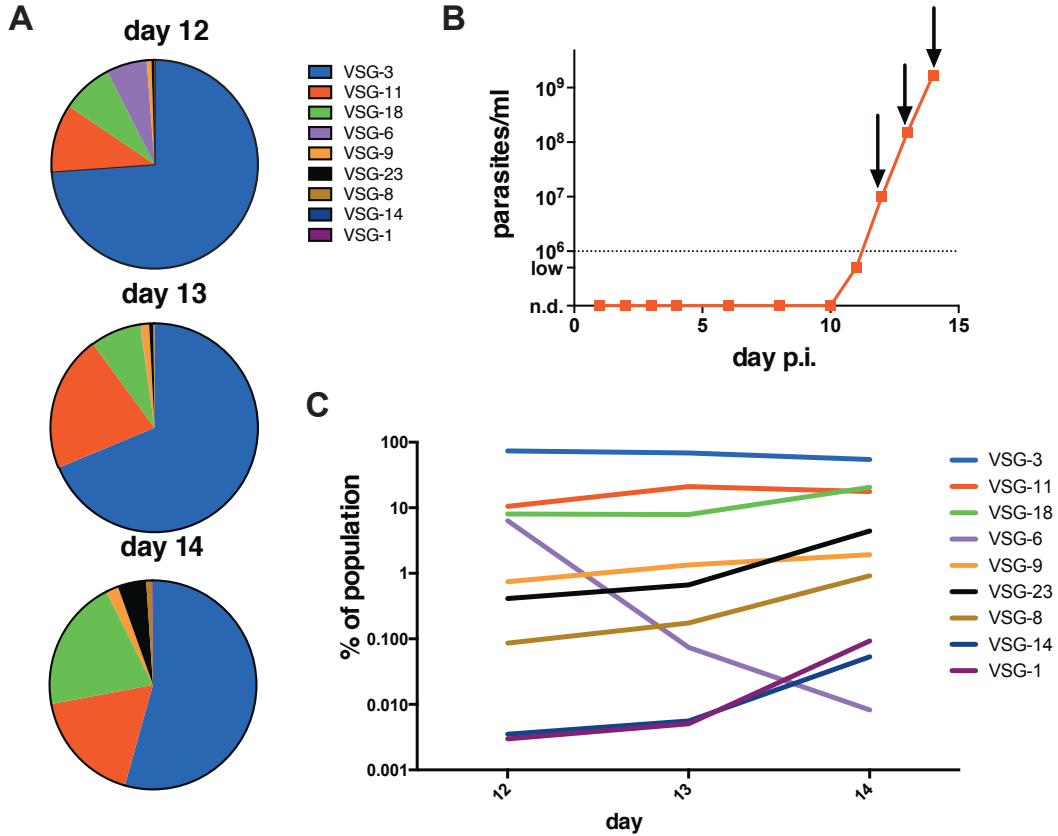 A
day 12
VSG-3
VSG-11
VSG-18
VSG-6
VSG-9
VSG-23
VSG-8
VSG-14
VSG-1
day 13
day 14
B
parasites/ml
10⁹
10⁸
10⁷
10⁶
low
n.d.
0
5
10
15
day p.i.
C
% of population
100
10
1
0.100
0.010
0.001
12
13
14
day
VSG-3
VSG-11
VSG-18
VSG-6
VSG-9
VSG-23
VSG-8
VSG-14
VSG-1